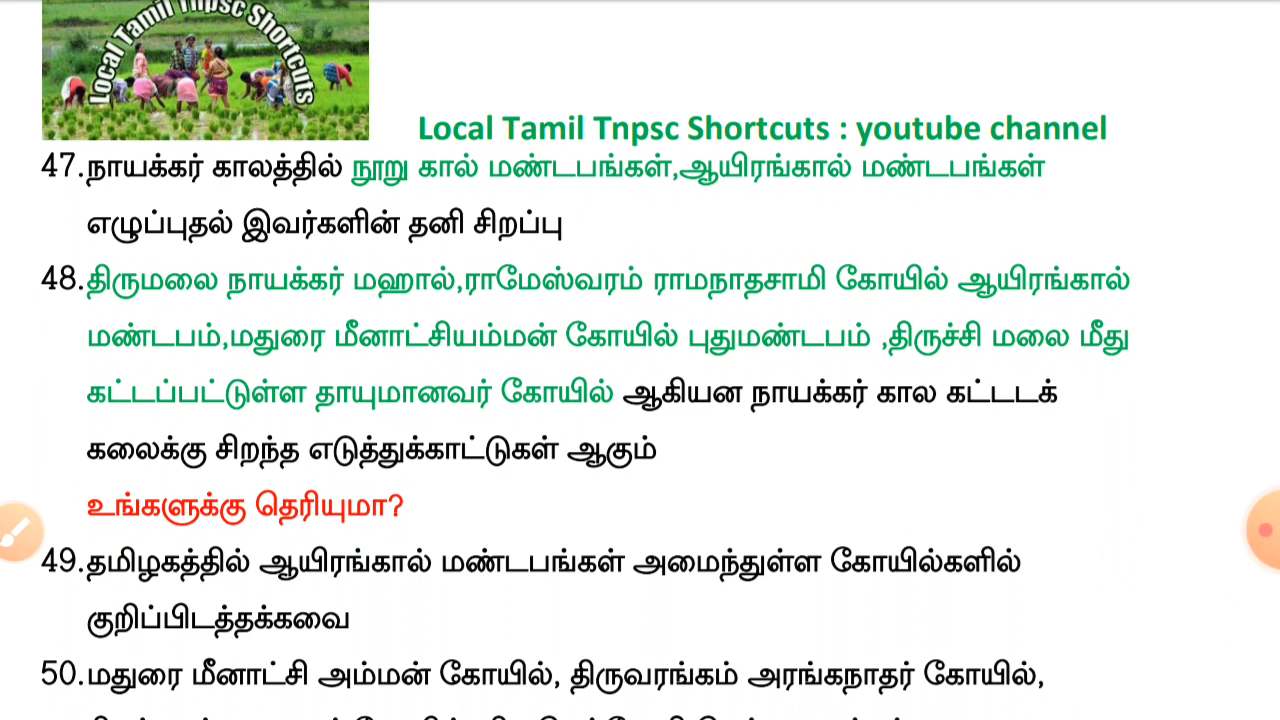 Local Tamil Tnpsc Shortcuts
Local Tamil Tnpsc Shortcuts : youtube channel
47.நாயக்கர் காலத்தில் நூறு கால் மண்டபங்கள்,ஆயிரங்கால் மண்டபங்கள்
எழுப்புதல் இவர்களின் தனி சிறப்பு
48.திருமலை நாயக்கர் மஹால்,ராமேஸ்வரம் ராமநாதசாமி கோயில் ஆயிரங்கால்
மண்டபம்,மதுரை மீனாட்சியம்மன் கோயில் புதுமண்டபம் ,திருச்சி மலை மீது
கட்டப்பட்டுள்ள தாயுமானவர் கோயில் ஆகியன நாயக்கர் கால கட்டடக்
கலைக்கு சிறந்த எடுத்துக்காட்டுகள் ஆகும்
உங்களுக்கு தெரியுமா?
49.தமிழகத்தில் ஆயிரங்கால் மண்டபங்கள் அமைந்துள்ள கோயில்களில்
குறிப்பிடத்தக்கவை
50.மதுரை மீனாட்சி அம்மன் கோயில், திருவரங்கம் அரங்கநாதர் கோயில்,